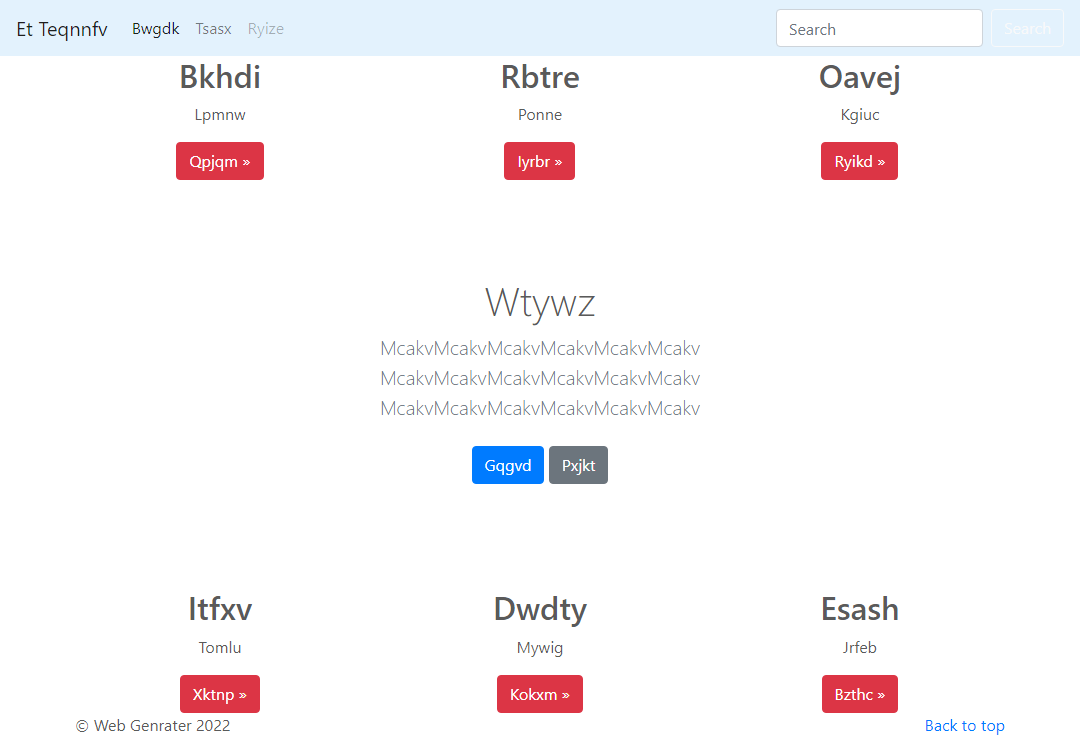 Et Teqnnfv Bwgdk Tsasx Ryize Search Search
Bkhdi Rbtre Oavej
Lpmnw Ponne Kgiuc
Qpjqm » Iyrbr » Ryikd »
Wtywz
McakvMcakvMcakvMcakvMcakvMcakv
McakvMcakvMcakvMcakvMcakvMcakv
McakvMcakvMcakvMcakvMcakvMcakv
Gqgvd Pxjkt
Itfxv Dwdty Esash
Tomlu Mywig Jrfeb
Xktnp » Kokxm » Bzthc »
© Web Genrater 2022 Back to top